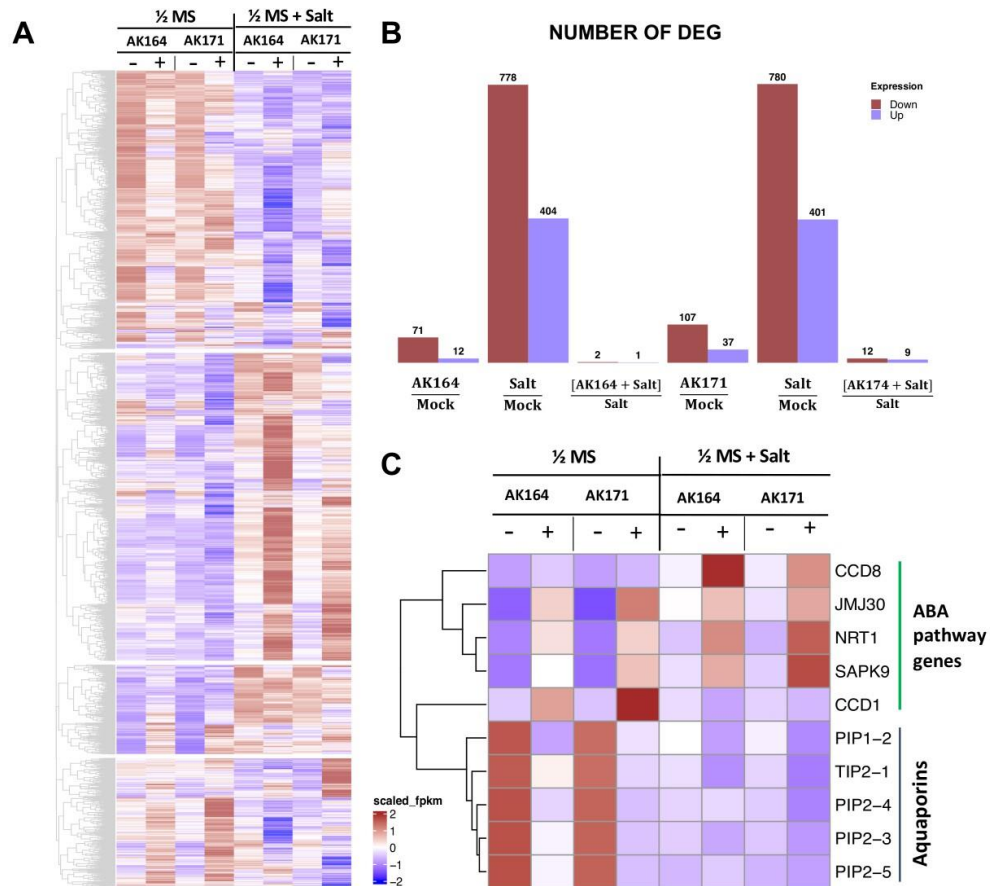 A
½ MS
½ MS + Salt
AK164
AK171
AK164
AK171
– + – + – + – +
scaled_fpkm
2
1
0
−1
−2
B
NUMBER OF DEG
Expression
Down
Up
71
12
778
404
2
1
107
37
780
401
12
9
AK164
Mock
Salt
Mock
[AK164 + Salt]
Salt
AK171
Mock
Salt
Mock
[AK174 + Salt]
Salt
C
½ MS
½ MS + Salt
AK164
AK171
AK164
AK171
– + – + – + – +
CCD8
JMJ30
NRT1
SAPK9
CCD1
PIP1−2
TIP2−1
PIP2−4
PIP2−3
PIP2−5
ABA
pathway
genes
Aquaporins